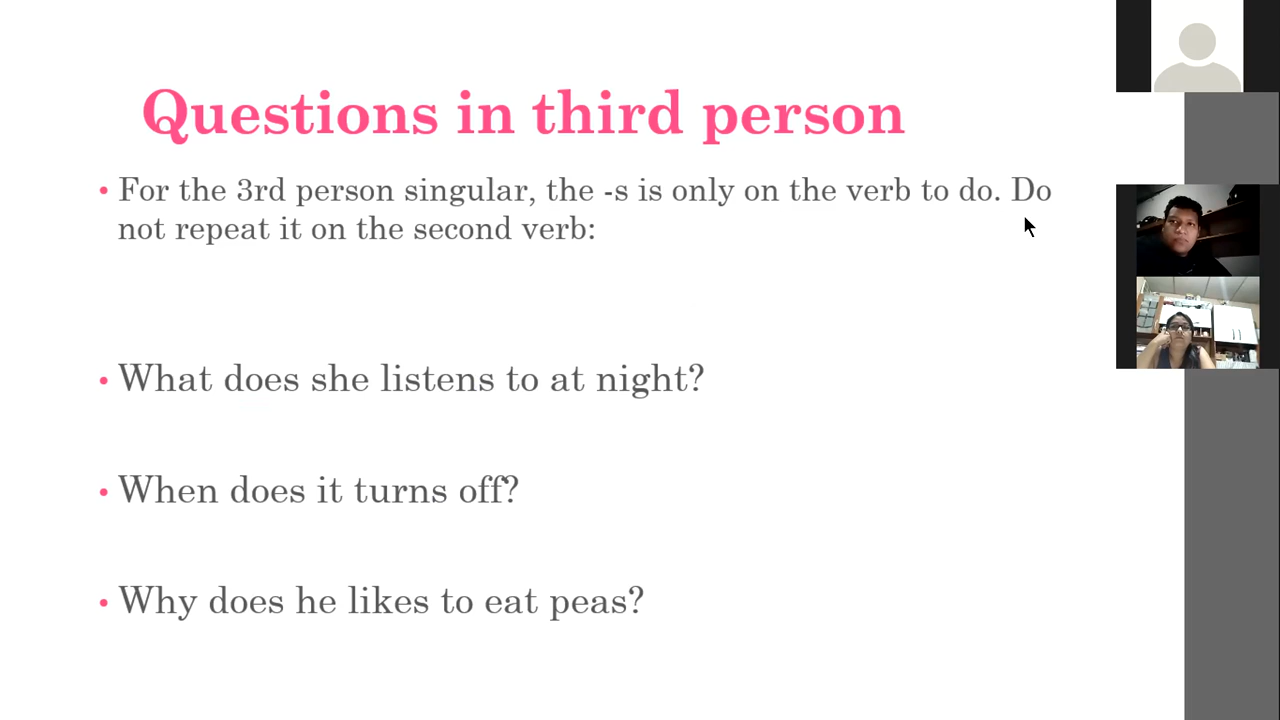 Questions in third person
• For the 3rd person singular, the -s is only on the verb to do. Do
not repeat it on the second verb:
• What does she listens to at night?
• When does it turns off?
• Why does he likes to eat peas?